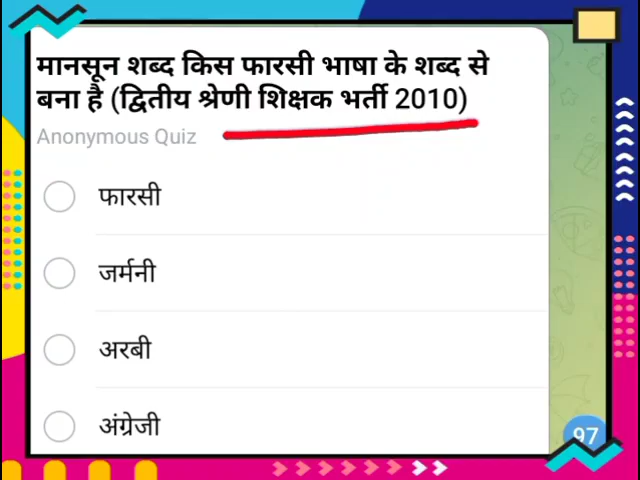 मानसून शब्द किस फारसी भाषा के शब्द से
बना है (द्वितीय श्रेणी शिक्षक भर्ती 2010)
Anonymous Quiz
फारसी
जर्मनी
अरबी
अंग्रेजी
97